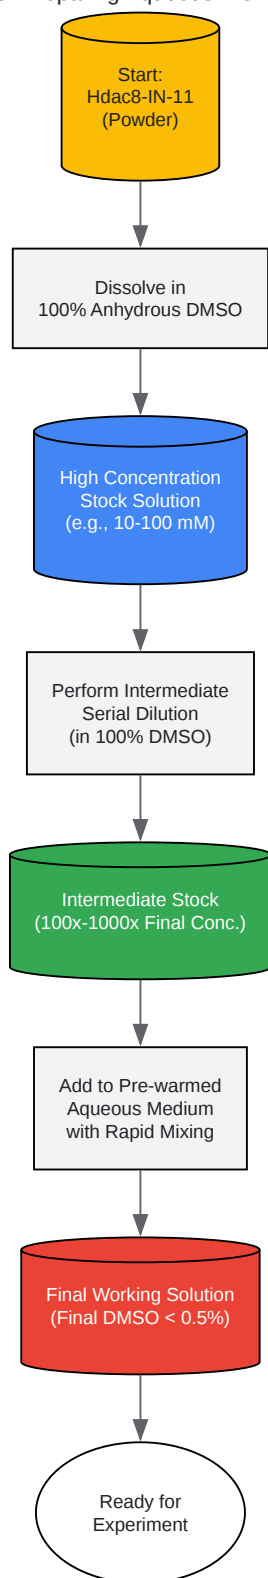 Start:
Hdac8-IN-11
(Powder)
Dissolve in
100% Anhydrous DMSO
High Concentration
Stock Solution
(e.g., 10-100 mM)
Perform Intermediate
Serial Dilution
(in 100% DMSO)
Intermediate Stock
(100x-1000x Final Conc.)
Add to Pre-warmed
Aqueous Medium
with Rapid Mixing
Final Working Solution
(Final DMSO < 0.5%)
Ready for
Experiment